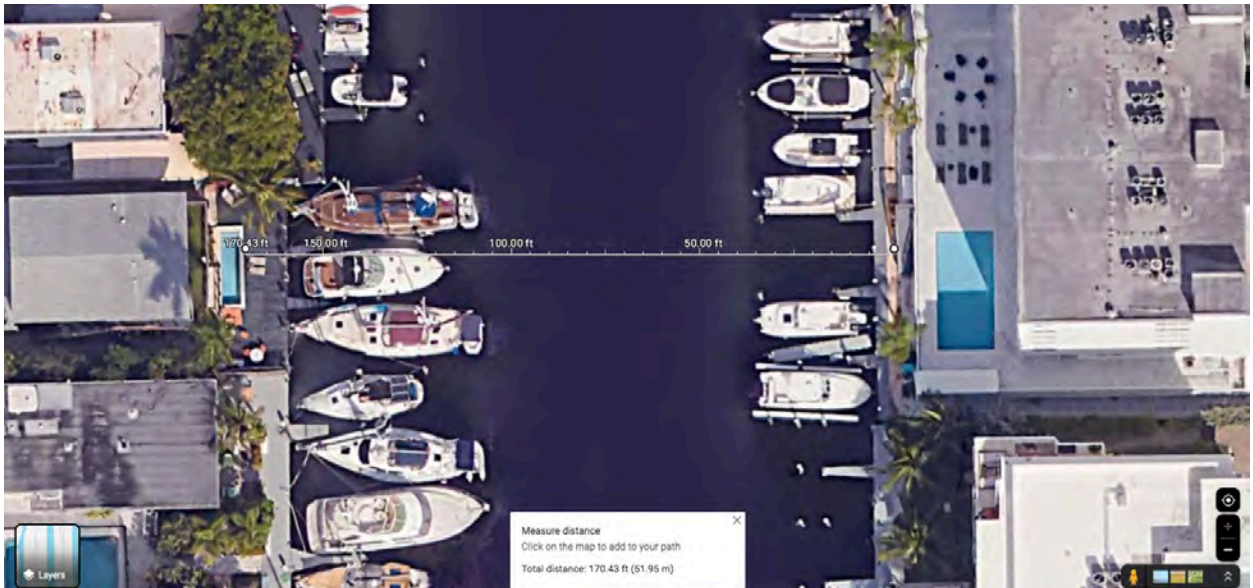 170.43 ft 150.00 ft 100.00 ft 50.00 ft
Measure distance
Click on the map to add to your path
Total distance: 170.43 ft (51.95 m)
Layers